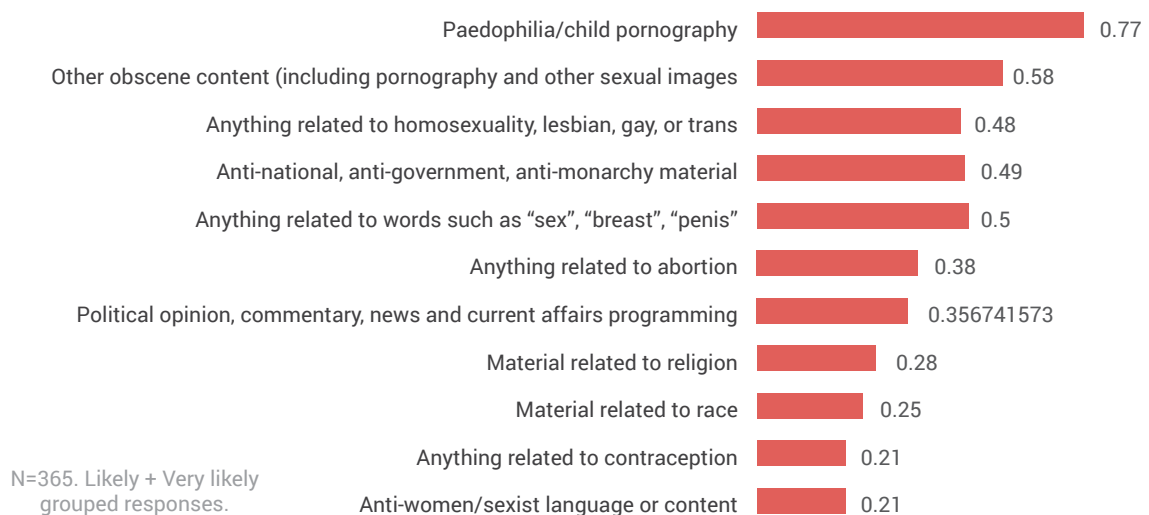 Paedophilia/child pornography 0.77
Other obscene content (including pornography and other sexual images 0.58
Anything related to homosexuality, lesbian, gay, or trans 0.48
Anti-national, anti-government, anti-monarchy material 0.49
Anything related to words such as “sex”, “breast”, “penis” 0.5
Anything related to abortion 0.38
Political opinion, commentary, news and current affairs programming 0.356741573
Material related to religion 0.28
Material related to race 0.25
Anything related to contraception 0.21
Anti-women/sexist language or content 0.21
N=365. Likely + Very likely
grouped responses.